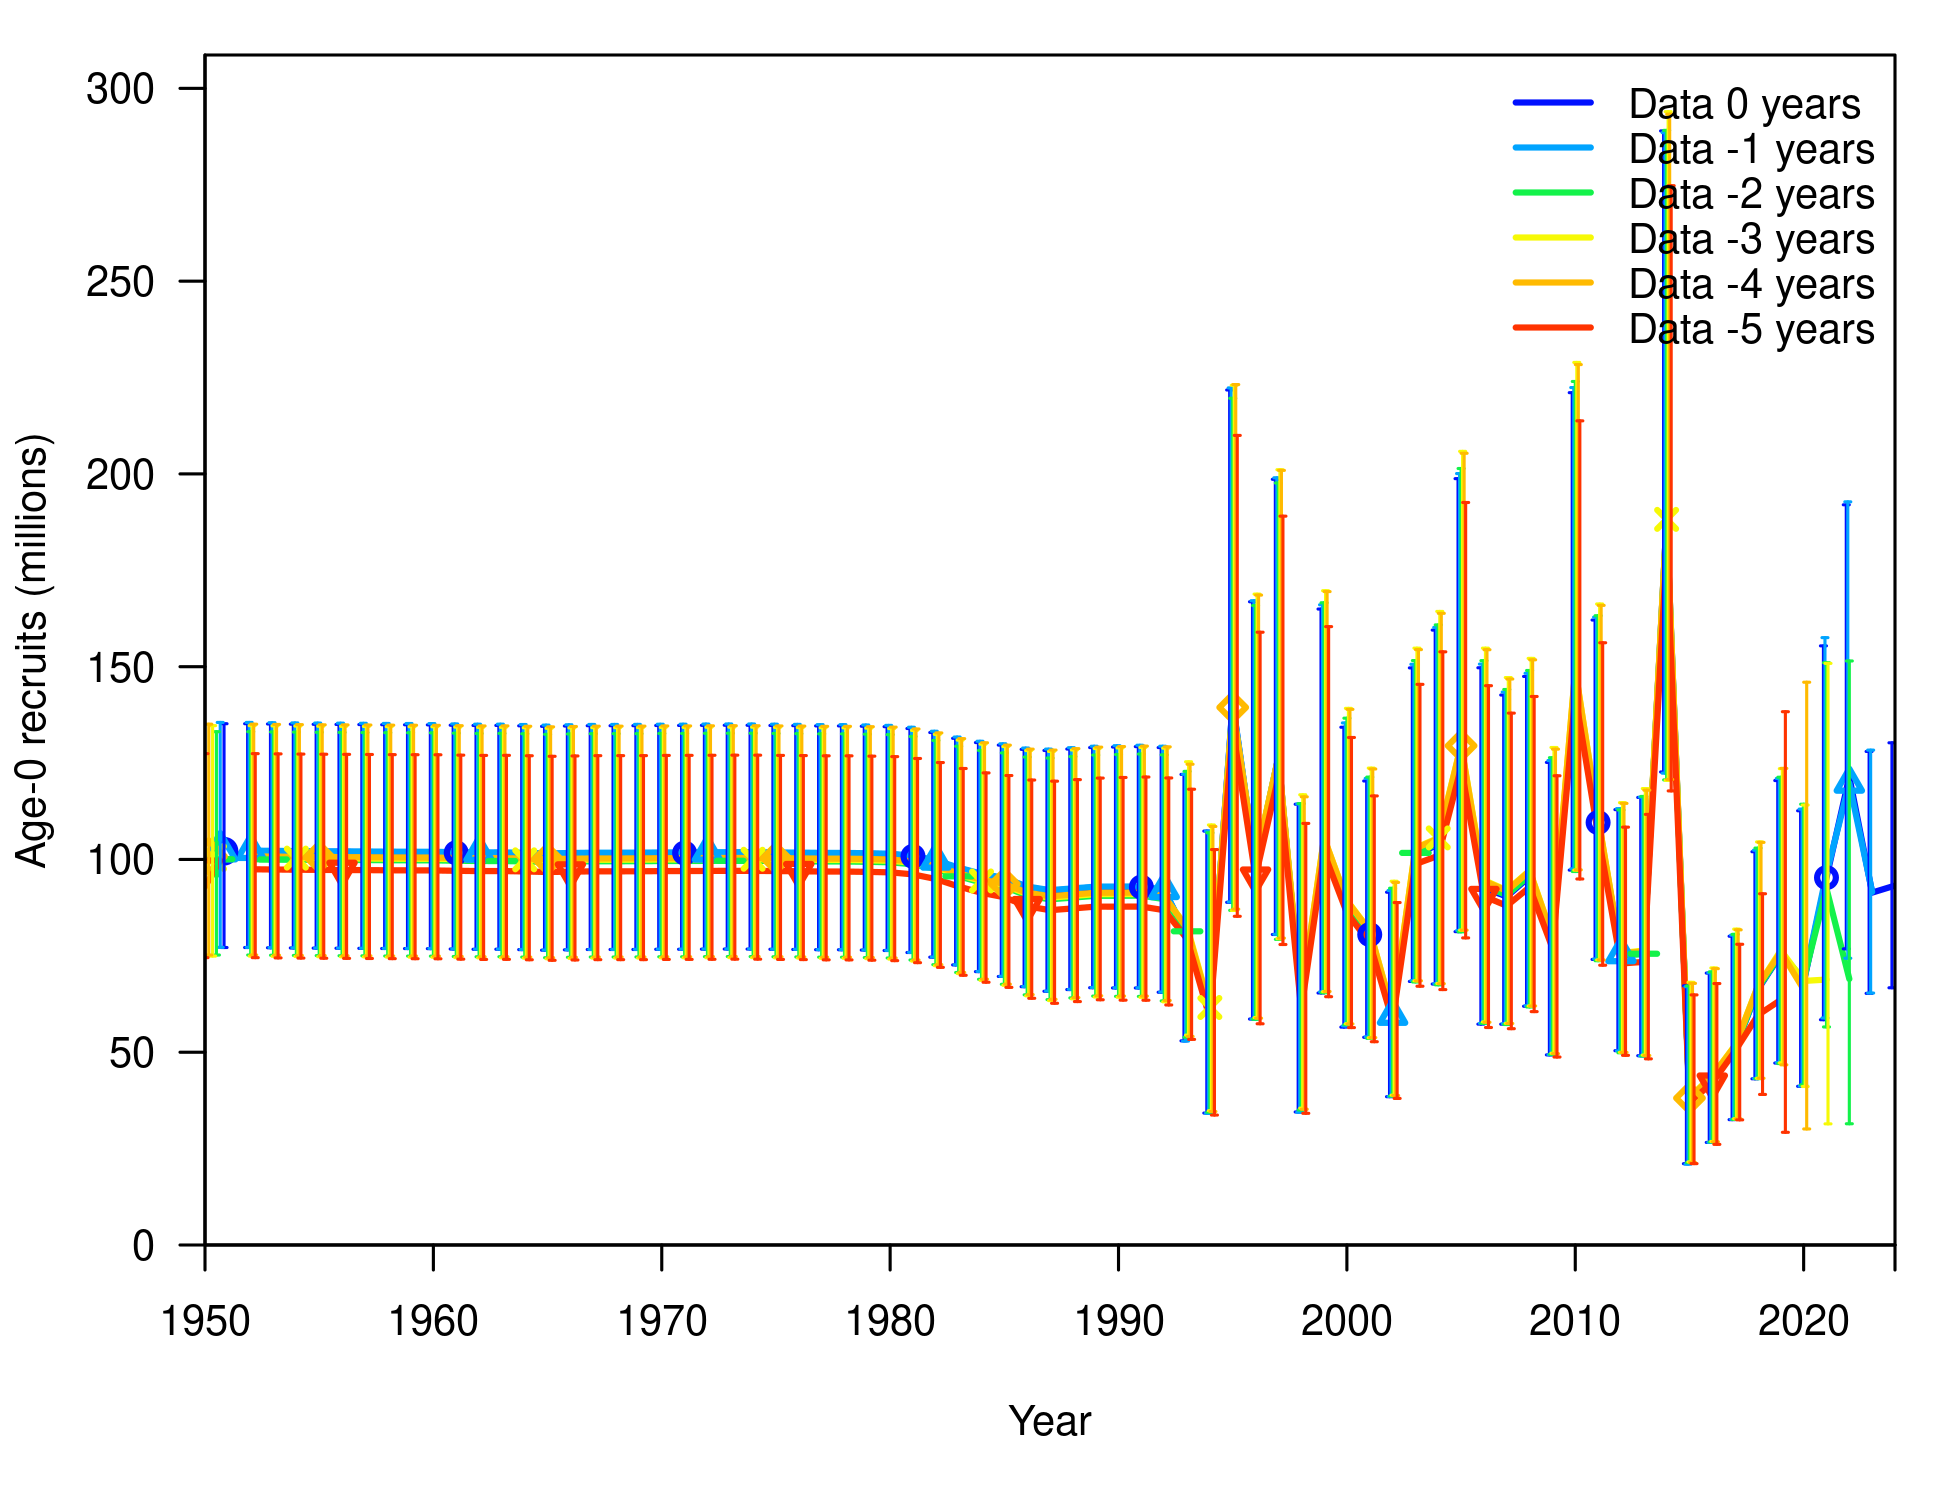 300
250
200
150
100
50
0
Age-0 recruits (millions)
Data 0 years
Data -1 years
Data -2 years
Data -3 years
Data -4 years
Data -5 years
1950 1960 1970 1980 1990 2000 2010 2020
Year